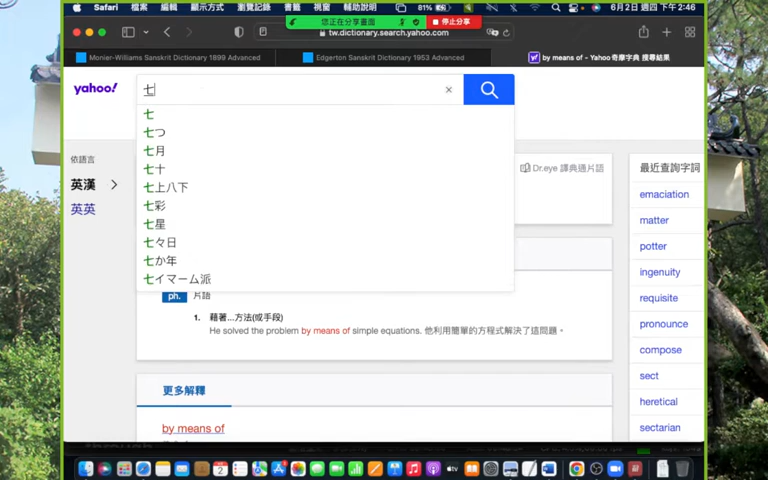 Safari 檔案 編輯 顯示方式 瀏覽記錄 書籤 視窗 輔助說明 81% 6月2日 週四 下午 2:46
您正在分享畫面 停止分享
tw.dictionary.search.yahoo.com
Monier-Williams Sanskrit Dictionary 1899 Advanced
Edgerton Sanskrit Dictionary 1953 Advanced
by means of - Yahoo奇摩字典 搜尋結果
yahoo!
七
七
七つ
七月
七十
七上八下
七彩
七星
七々日
七か年
七イマーム派
依語言
英漢
英英
Dr.eye 譯典通片語
ph. 片語
1. 藉著...方法(或手段)
He solved the problem by means of simple equations. 他利用簡單的方程式解決了這問題。
更多解釋
by means of
最近查詢字詞
emaciation
matter
potter
ingenuity
requisite
pronounce
compose
sect
heretical
sectarian